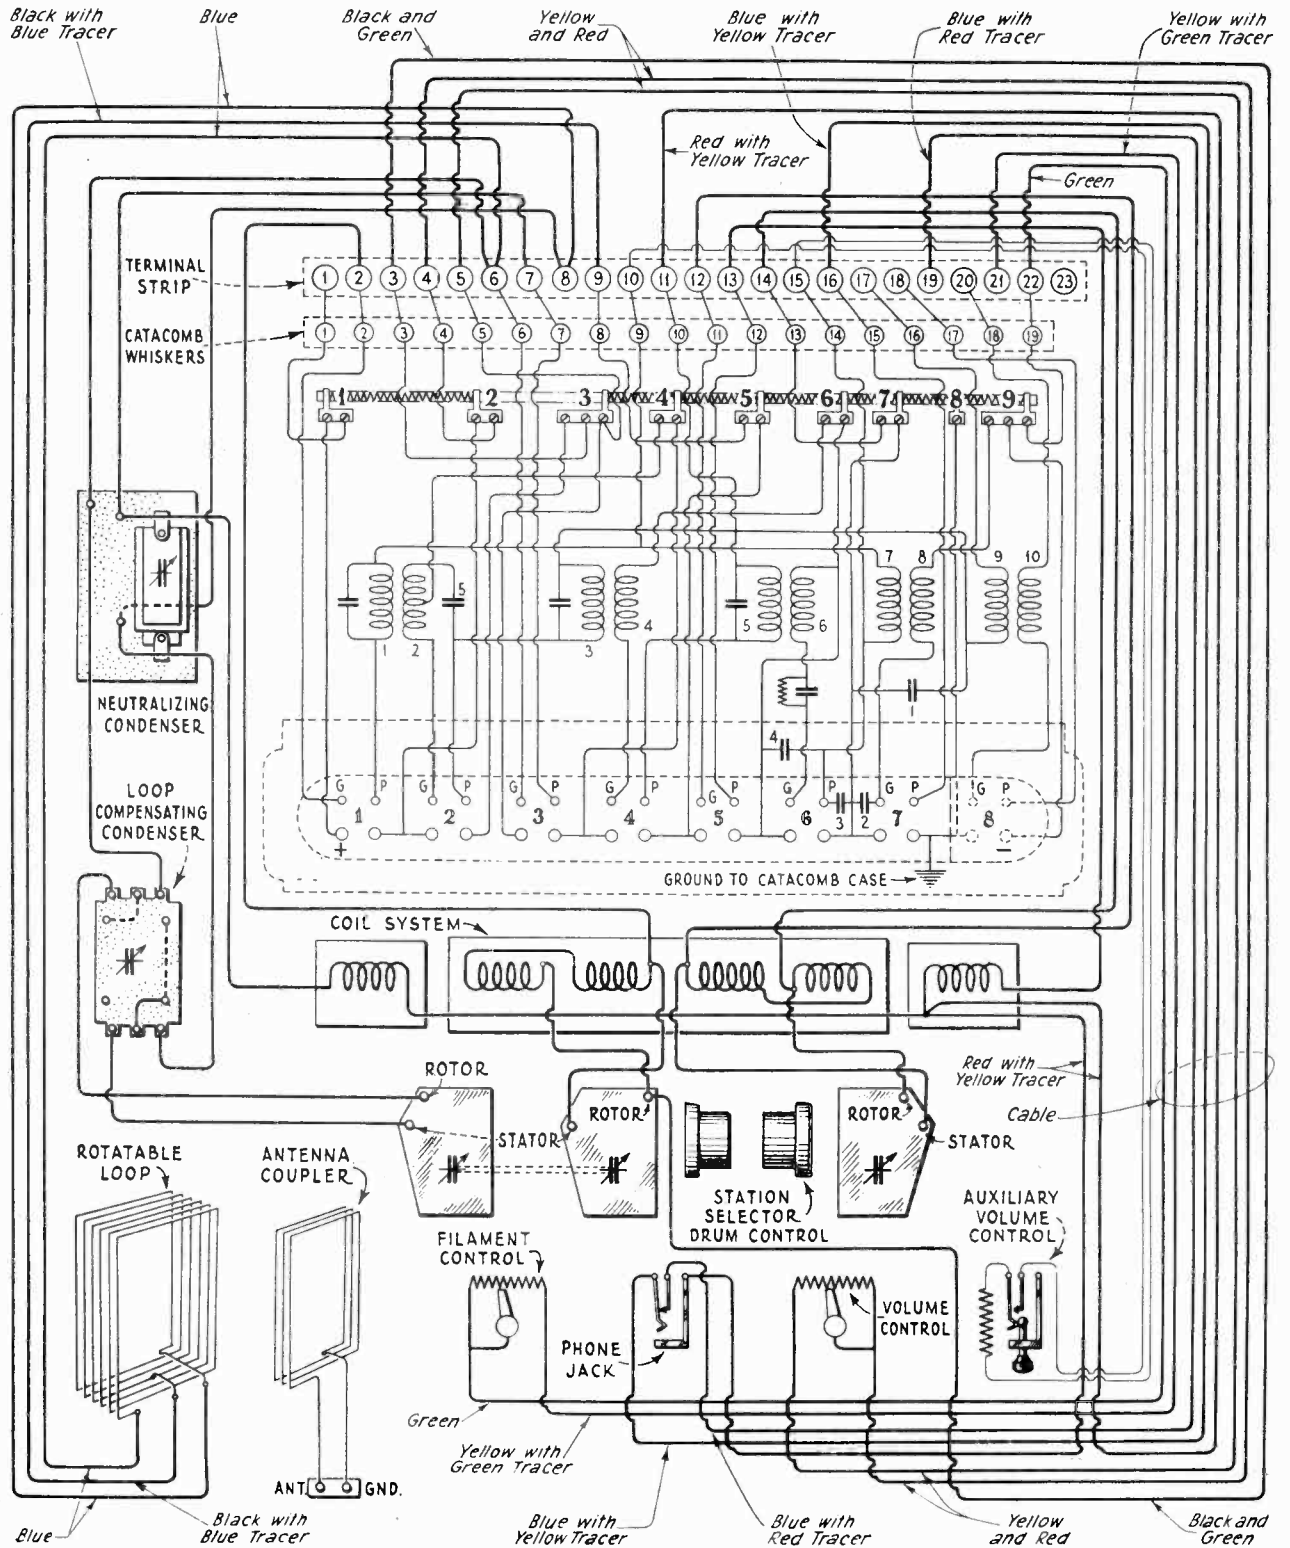 Black with
Blue Tracer
Blue
Black and
Green
Yellow
and Red
Blue with
Yellow Tracer
Blue with
Red Tracer
Yellow with
Green Tracer
Red with
Yellow Tracer
Green
TERMINAL
STRIP
1 2 3 4 5 6 7 8 9 10 11 12 13 14 15 16 17 18 19 20 21 22 23
CATACOMB
WHISKERS
1 2 3 4 5 6 7 8 9 10 11 12 13 14 15 16 17 18 19
1 2 3 4 5 6 7 8 9
7 8 9 10
5
5 6
4
1 2 3
NEUTRALIZING
CONDENSER
1
4
LOOP
COMPENSATING
CONDENSER
G P G P G P G P G P G P G P G P
1 2 3 4 5 6 3 2 7 8
+ −
GROUND TO CATACOMB CASE
COIL SYSTEM
ROTOR
ROTOR
ROTOR
STATOR
STATOR
Red with
Yellow Tracer
Cable
ROTATABLE
LOOP
ANTENNA
COUPLER
STATION
SELECTOR
DRUM CONTROL
AUXILIARY
VOLUME
CONTROL
FILAMENT
CONTROL
PHONE
JACK
VOLUME
CONTROL
Green
Yellow with
Green Tracer
ANT. GND.
Blue
Black with
Blue Tracer
Blue with
Yellow Tracer
Blue with
Red Tracer
Yellow
and Red
Black and
Green